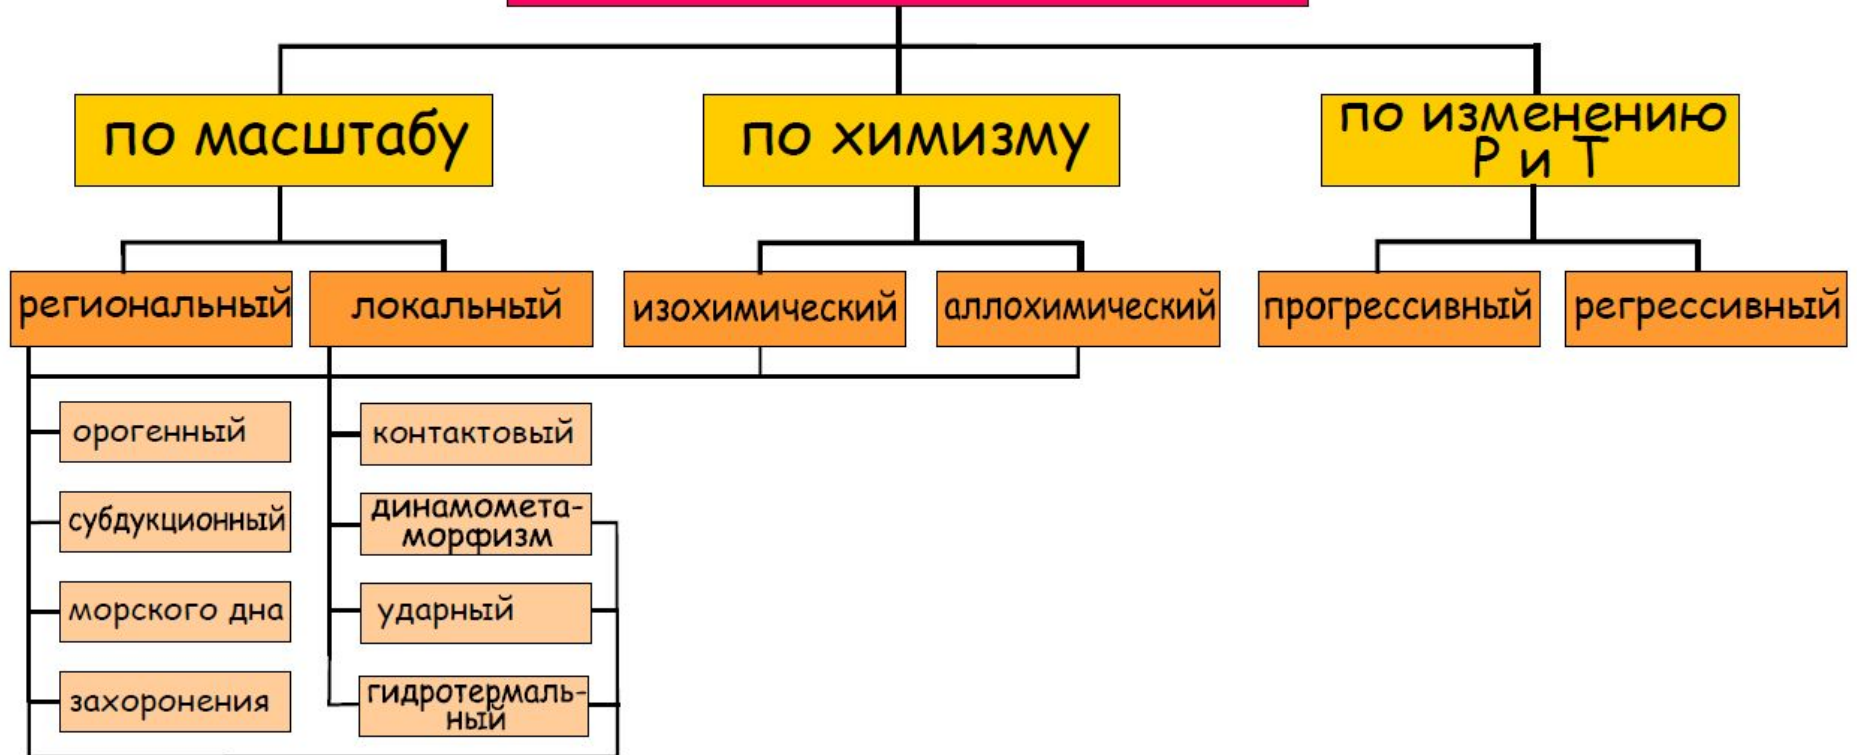 по масштабу
по химизму
по изменению
Р и Т
региональный
локальный
изохимический
аллохимический
прогрессивный
регрессивный
орогенный
контактовый
субдукционный
динамомета-
морфизм
морского дна
ударный
захоронения
гидротермаль-
ный